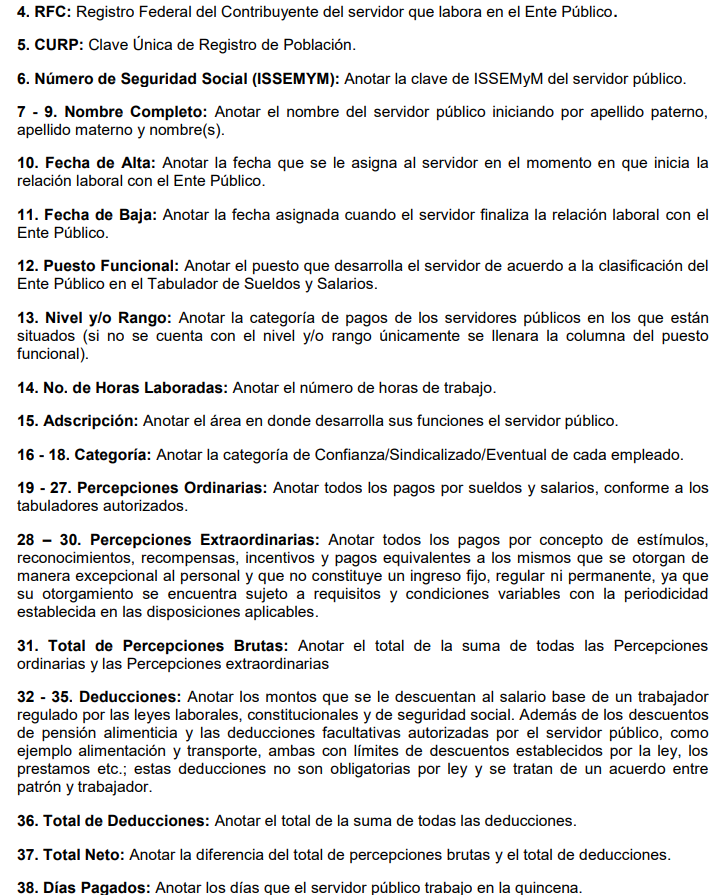 4. RFC: Registro Federal del Contribuyente del servidor que labora en el Ente Público.
5. CURP: Clave Única de Registro de Población.
6. Número de Seguridad Social (ISSEMYM): Anotar la clave de ISSEMyM del servidor público.
7 - 9. Nombre Completo: Anotar el nombre del servidor público iniciando por apellido paterno,
apellido materno y nombre(s).
10. Fecha de Alta: Anotar la fecha que se le asigna al servidor en el momento en que inicia la
relación laboral con el Ente Público.
11. Fecha de Baja: Anotar la fecha asignada cuando el servidor finaliza la relación laboral con el
Ente Público.
12. Puesto Funcional: Anotar el puesto que desarrolla el servidor de acuerdo a la clasificación del
Ente Público en el Tabulador de Sueldos y Salarios.
13. Nivel y/o Rango: Anotar la categoría de pagos de los servidores públicos en los que están
situados (si no se cuenta con el nivel y/o rango únicamente se llenara la columna del puesto
funcional).
14. No. de Horas Laboradas: Anotar el número de horas de trabajo.
15. Adscripción: Anotar el área en donde desarrolla sus funciones el servidor público.
16 - 18. Categoría: Anotar la categoría de Confianza/Sindicalizado/Eventual de cada empleado.
19 - 27. Percepciones Ordinarias: Anotar todos los pagos por sueldos y salarios, conforme a los
tabuladores autorizados.
28 – 30. Percepciones Extraordinarias: Anotar todos los pagos por concepto de estímulos,
reconocimientos, recompensas, incentivos y pagos equivalentes a los mismos que se otorgan de
manera excepcional al personal y que no constituye un ingreso fijo, regular ni permanente, ya que
su otorgamiento se encuentra sujeto a requisitos y condiciones variables con la periodicidad
establecida en las disposiciones aplicables.
31. Total de Percepciones Brutas: Anotar el total de la suma de todas las Percepciones
ordinarias y las Percepciones extraordinarias
32 - 35. Deducciones: Anotar los montos que se le descuentan al salario base de un trabajador
regulado por las leyes laborales, constitucionales y de seguridad social. Además de los descuentos
de pensión alimenticia y las deducciones facultativas autorizadas por el servidor público, como
ejemplo alimentación y transporte, ambas con límites de descuentos establecidos por la ley, los
prestamos etc.; estas deducciones no son obligatorias por ley y se tratan de un acuerdo entre
patrón y trabajador.
36. Total de Deducciones: Anotar el total de la suma de todas las deducciones.
37. Total Neto: Anotar la diferencia del total de percepciones brutas y el total de deducciones.
38. Días Pagados: Anotar los días que el servidor público trabajo en la quincena.